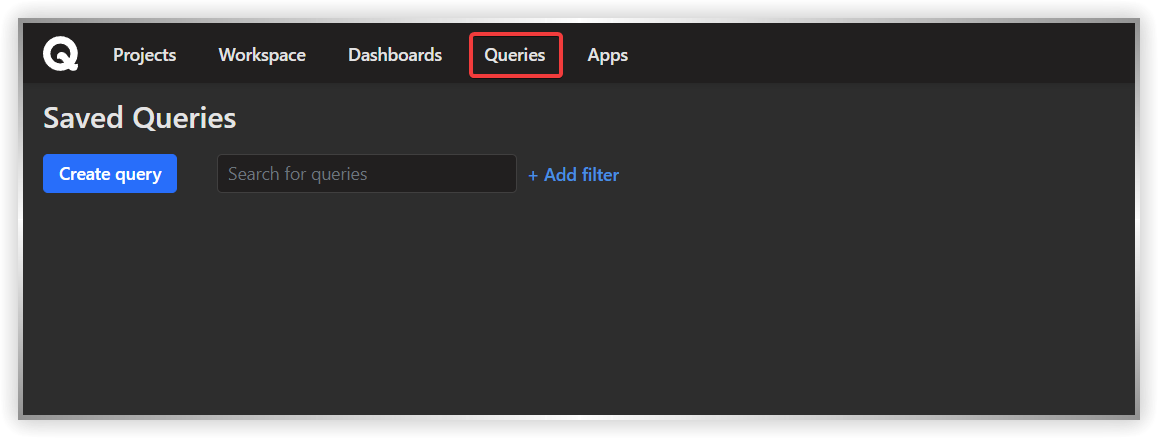 Q Projects Workspace Dashboards Queries Apps
Saved Queries
Create query Search for queries + Add filter